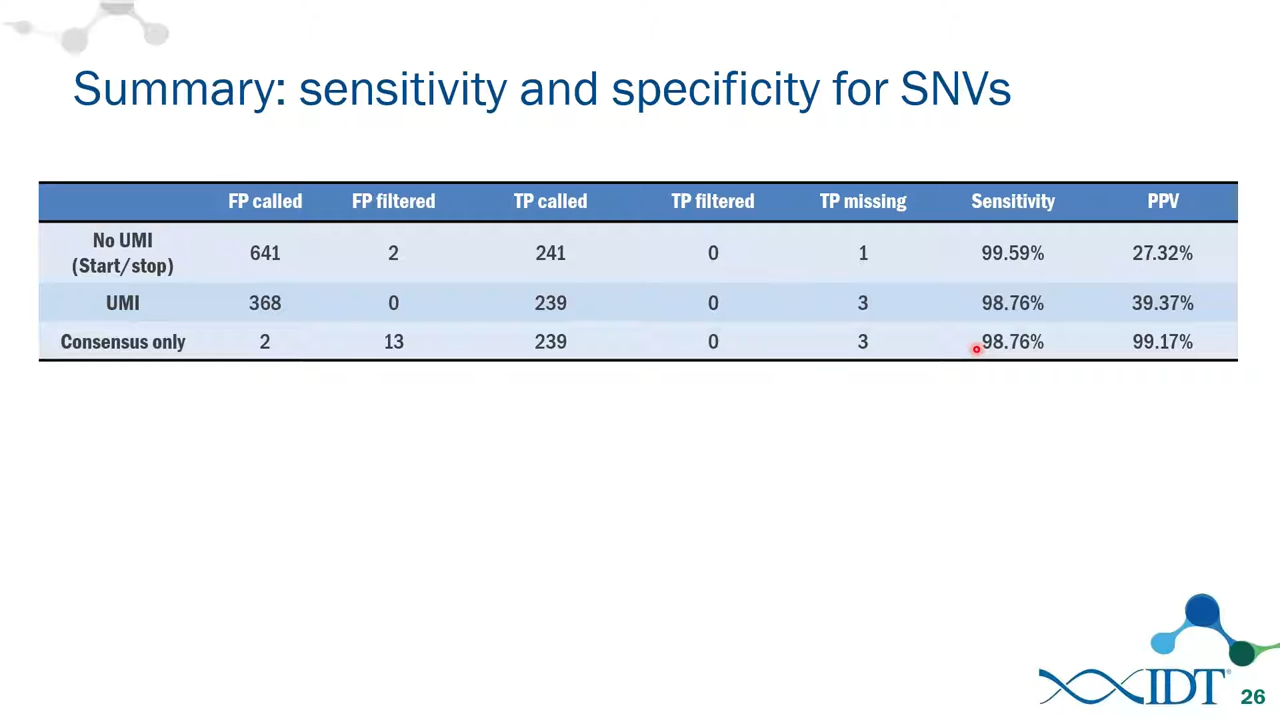 Summary: sensitivity and specificity for SNVs
FP called FP filtered TP called TP filtered TP missing Sensitivity PPV
No UMI
(Start/stop) 641 2 241 0 1 99.59% 27.32%
UMI 368 0 239 0 3 98.76% 39.37%
Consensus only 2 13 239 0 3 98.76% 99.17%
IDT®
26